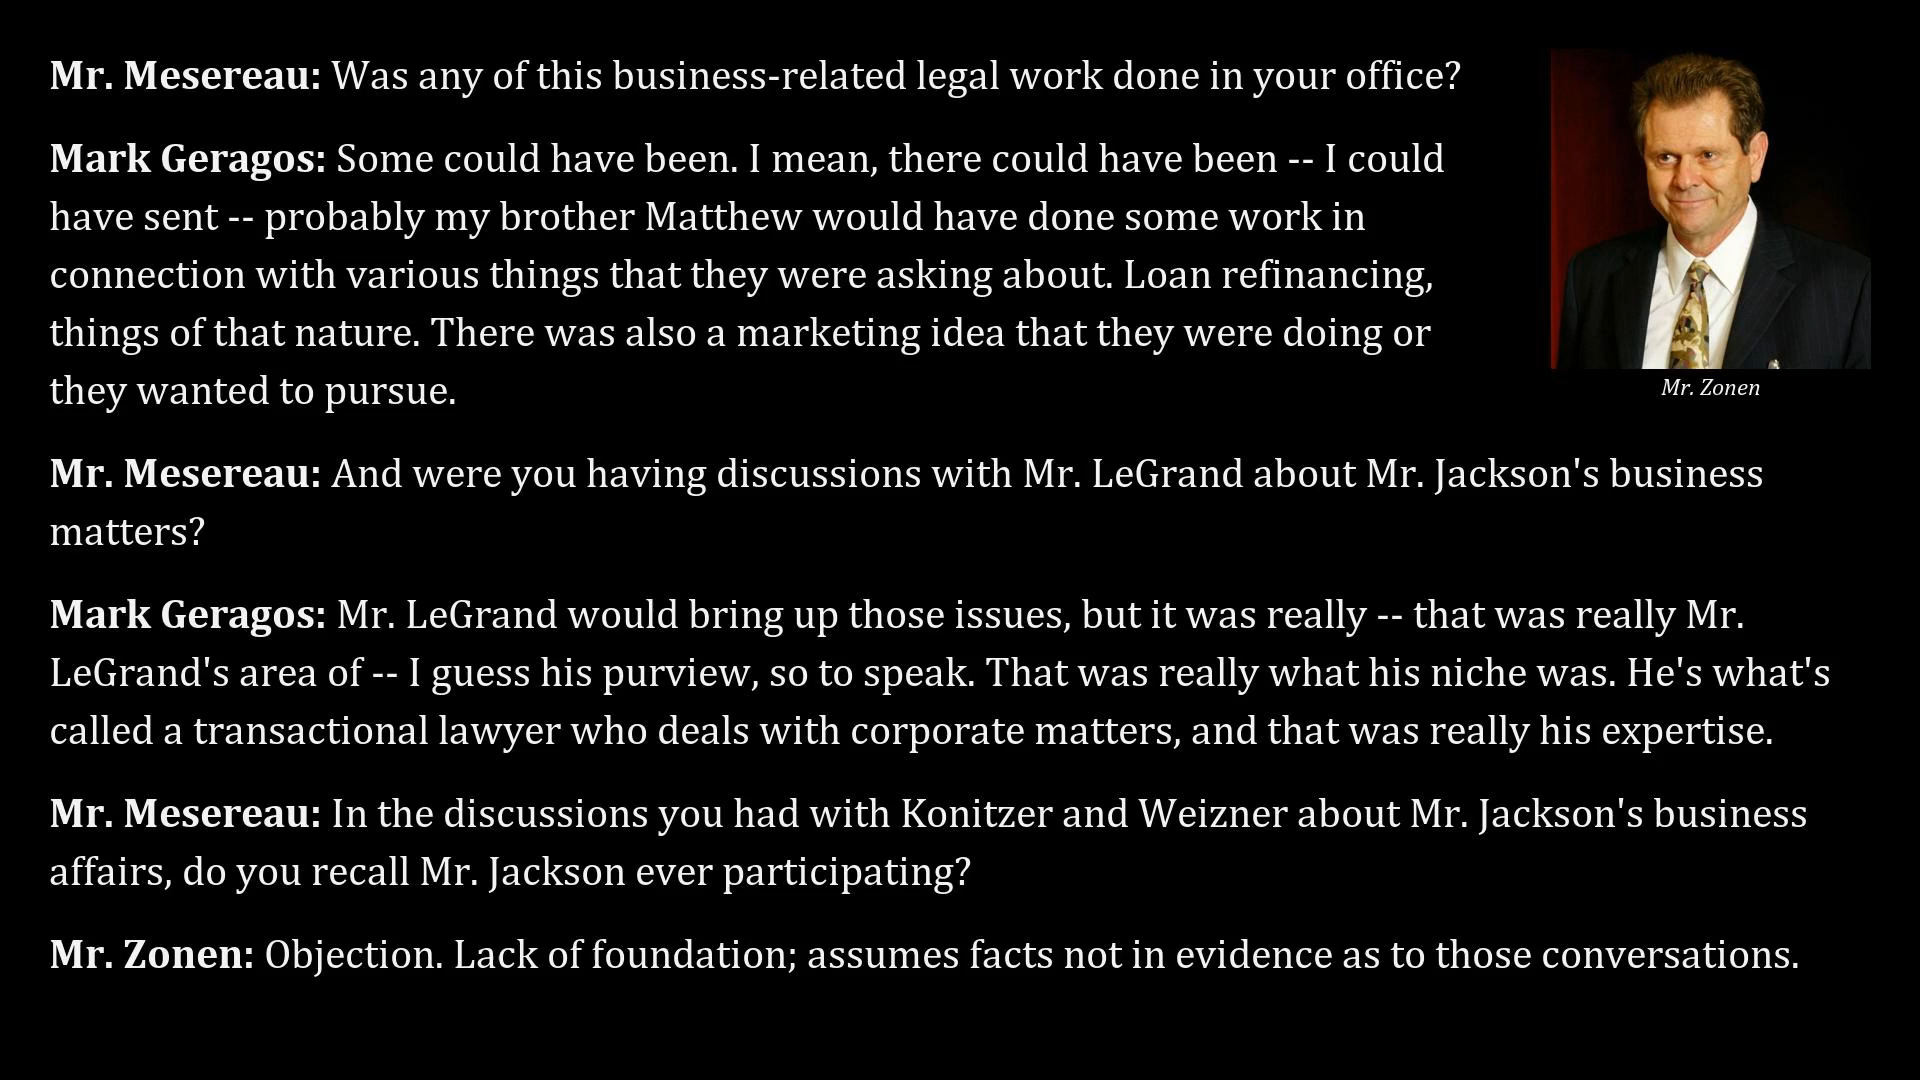 Mr. Mesereau: Was any of this business-related legal work done in your office?
Mark Geragos: Some could have been. I mean, there could have been -- I could
have sent -- probably my brother Matthew would have done some work in
connection with various things that they were asking about. Loan refinancing,
things of that nature. There was also a marketing idea that they were doing or
they wanted to pursue.
Mr. Zonen
Mr. Mesereau: And were you having discussions with Mr. LeGrand about Mr. Jackson's business
matters?
Mark Geragos: Mr. LeGrand would bring up those issues, but it was really -- that was really Mr.
LeGrand's area of -- I guess his purview, so to speak. That was really what his niche was. He's what's
called a transactional lawyer who deals with corporate matters, and that was really his expertise.
Mr. Mesereau: In the discussions you had with Konitzer and Weizner about Mr. Jackson's business
affairs, do you recall Mr. Jackson ever participating?
Mr. Zonen: Objection. Lack of foundation; assumes facts not in evidence as to those conversations.